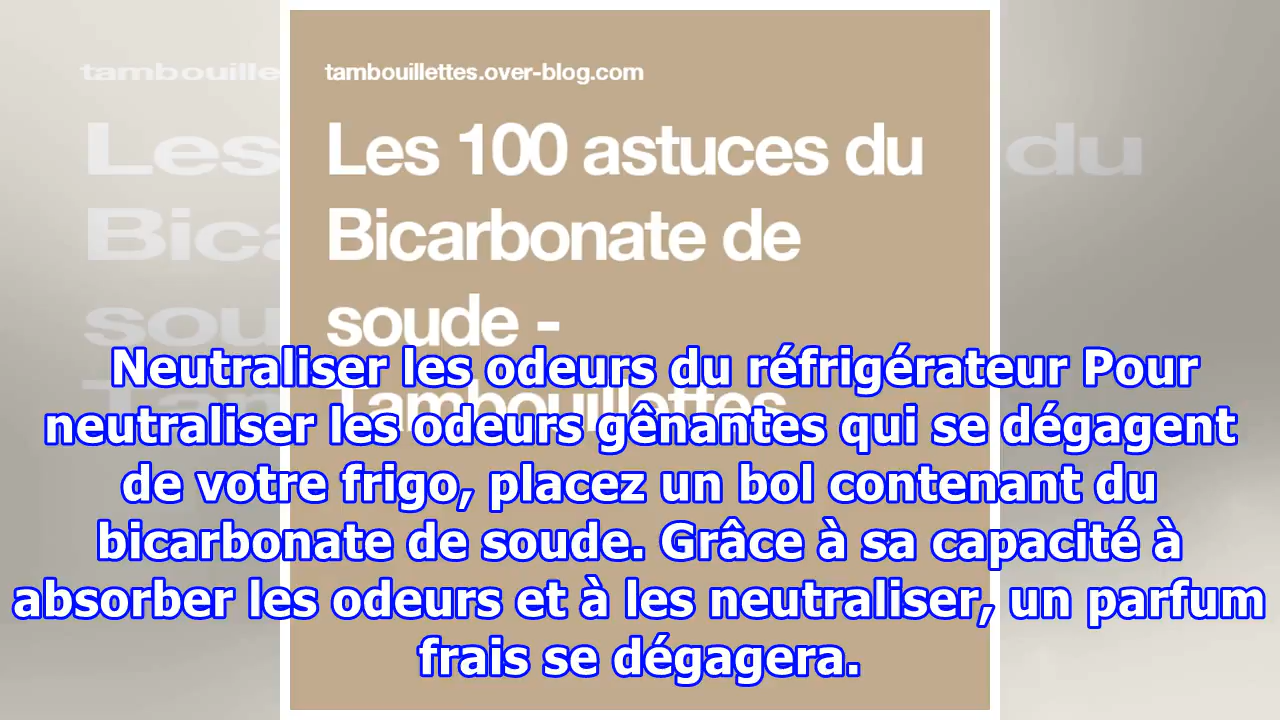 tambouillettes.over-blog.com
Les 100 astuces du
Bicarbonate de
soude -
Tambouillettes
Neutraliser les odeurs du réfrigérateur Pour
neutraliser les odeurs gênantes qui se dégagent
de votre frigo, placez un bol contenant du
bicarbonate de soude. Grâce à sa capacité à
absorber les odeurs et à les neutraliser, un parfum
frais se dégagera.